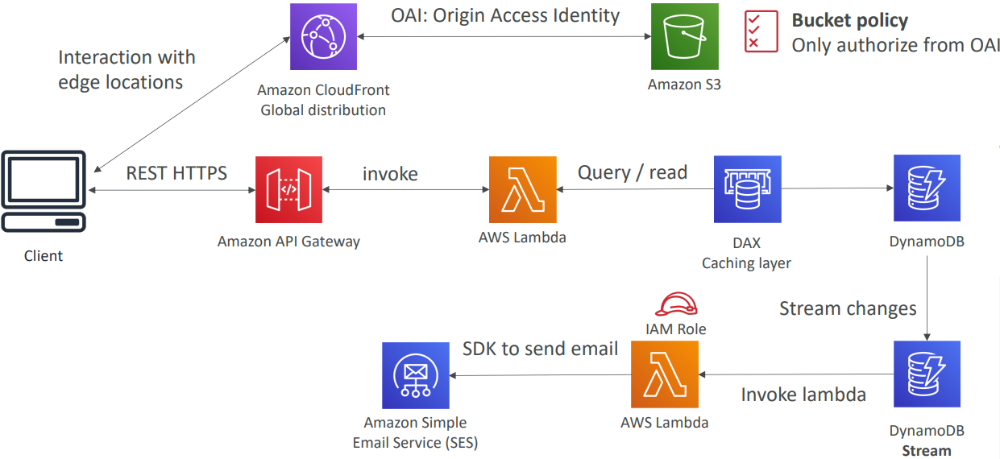 OAI: Origin Access Identity
Bucket policy
Only authorize from OAI
Interaction with
edge locations
Amazon CloudFront
Global distribution
Amazon S3
REST HTTPS
invoke
Query / read
Client
Amazon API Gateway
AWS Lambda
DAX
Caching layer
DynamoDB
Stream changes
IAM Role
SDK to send email
Invoke lambda
Amazon Simple
Email Service (SES)
AWS Lambda
DynamoDB
Stream